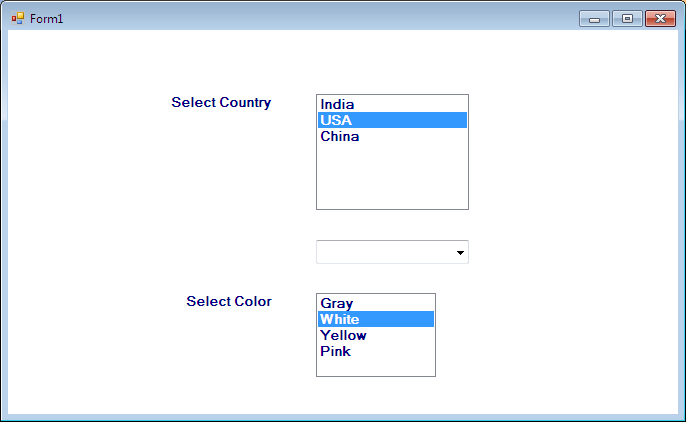 Form1
Select Country
India
USA
China
Select Color
Gray
White
Yellow
Pink